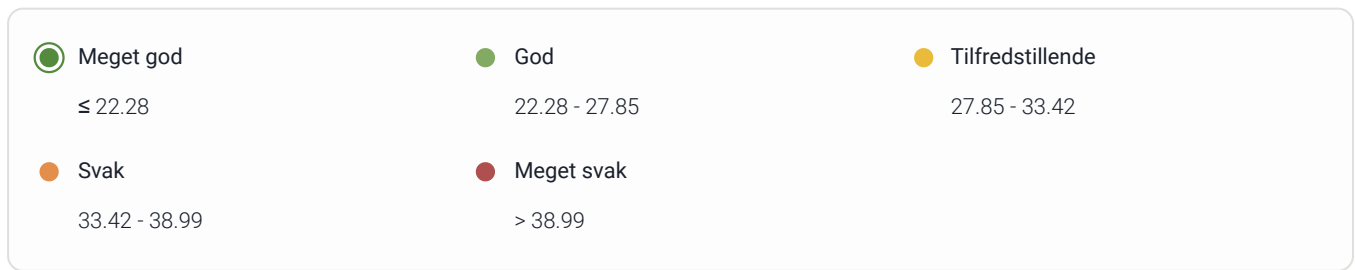 Meget god
God
Tilfredstillende
≤ 22.28
22.28 - 27.85
27.85 - 33.42
Svak
Meget svak
33.42 - 38.99
> 38.99